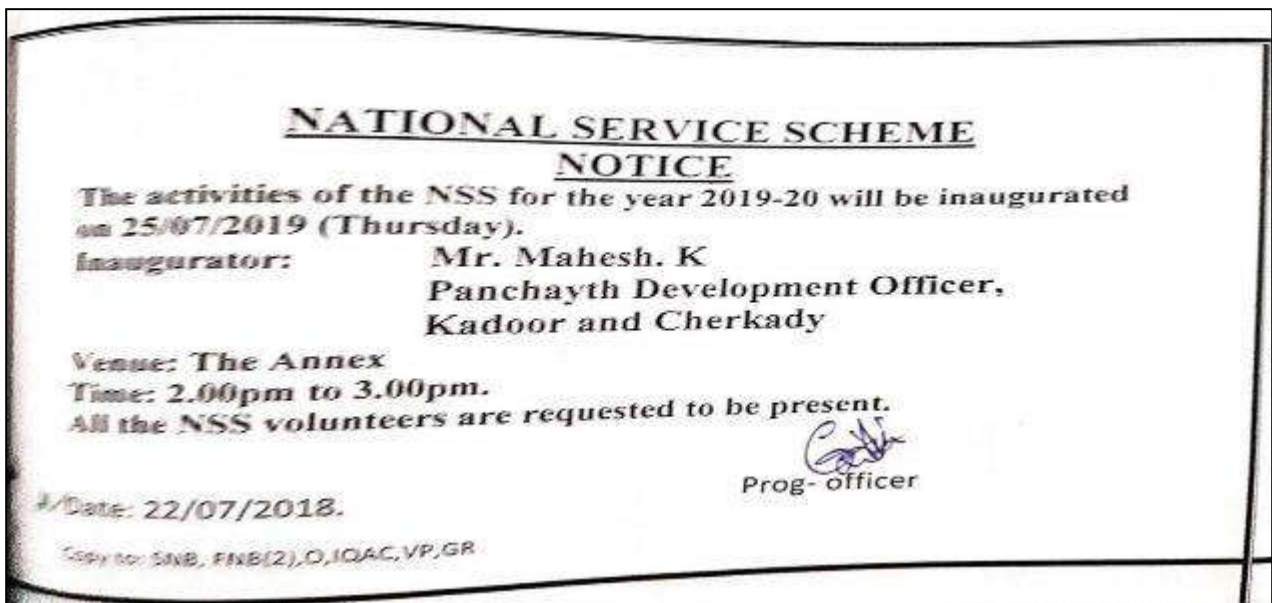 NATIONAL SERVICE SCHEME
NOTICE
The activities of the NSS for the year 2019-20 will be inaugurated
on 25/07/2019 (Thursday).
Inaugurator: Mr. Mahesh. K
Panchayth Development Officer,
Kadoor and Cherkady
Venue: The Annex
Time: 2.00pm to 3.00pm.
All the NSS volunteers are requested to be present.
Prog- officer
Date: 22/07/2018.
Copy to: SNB, FNB(2),O,IQAC,VP,GR